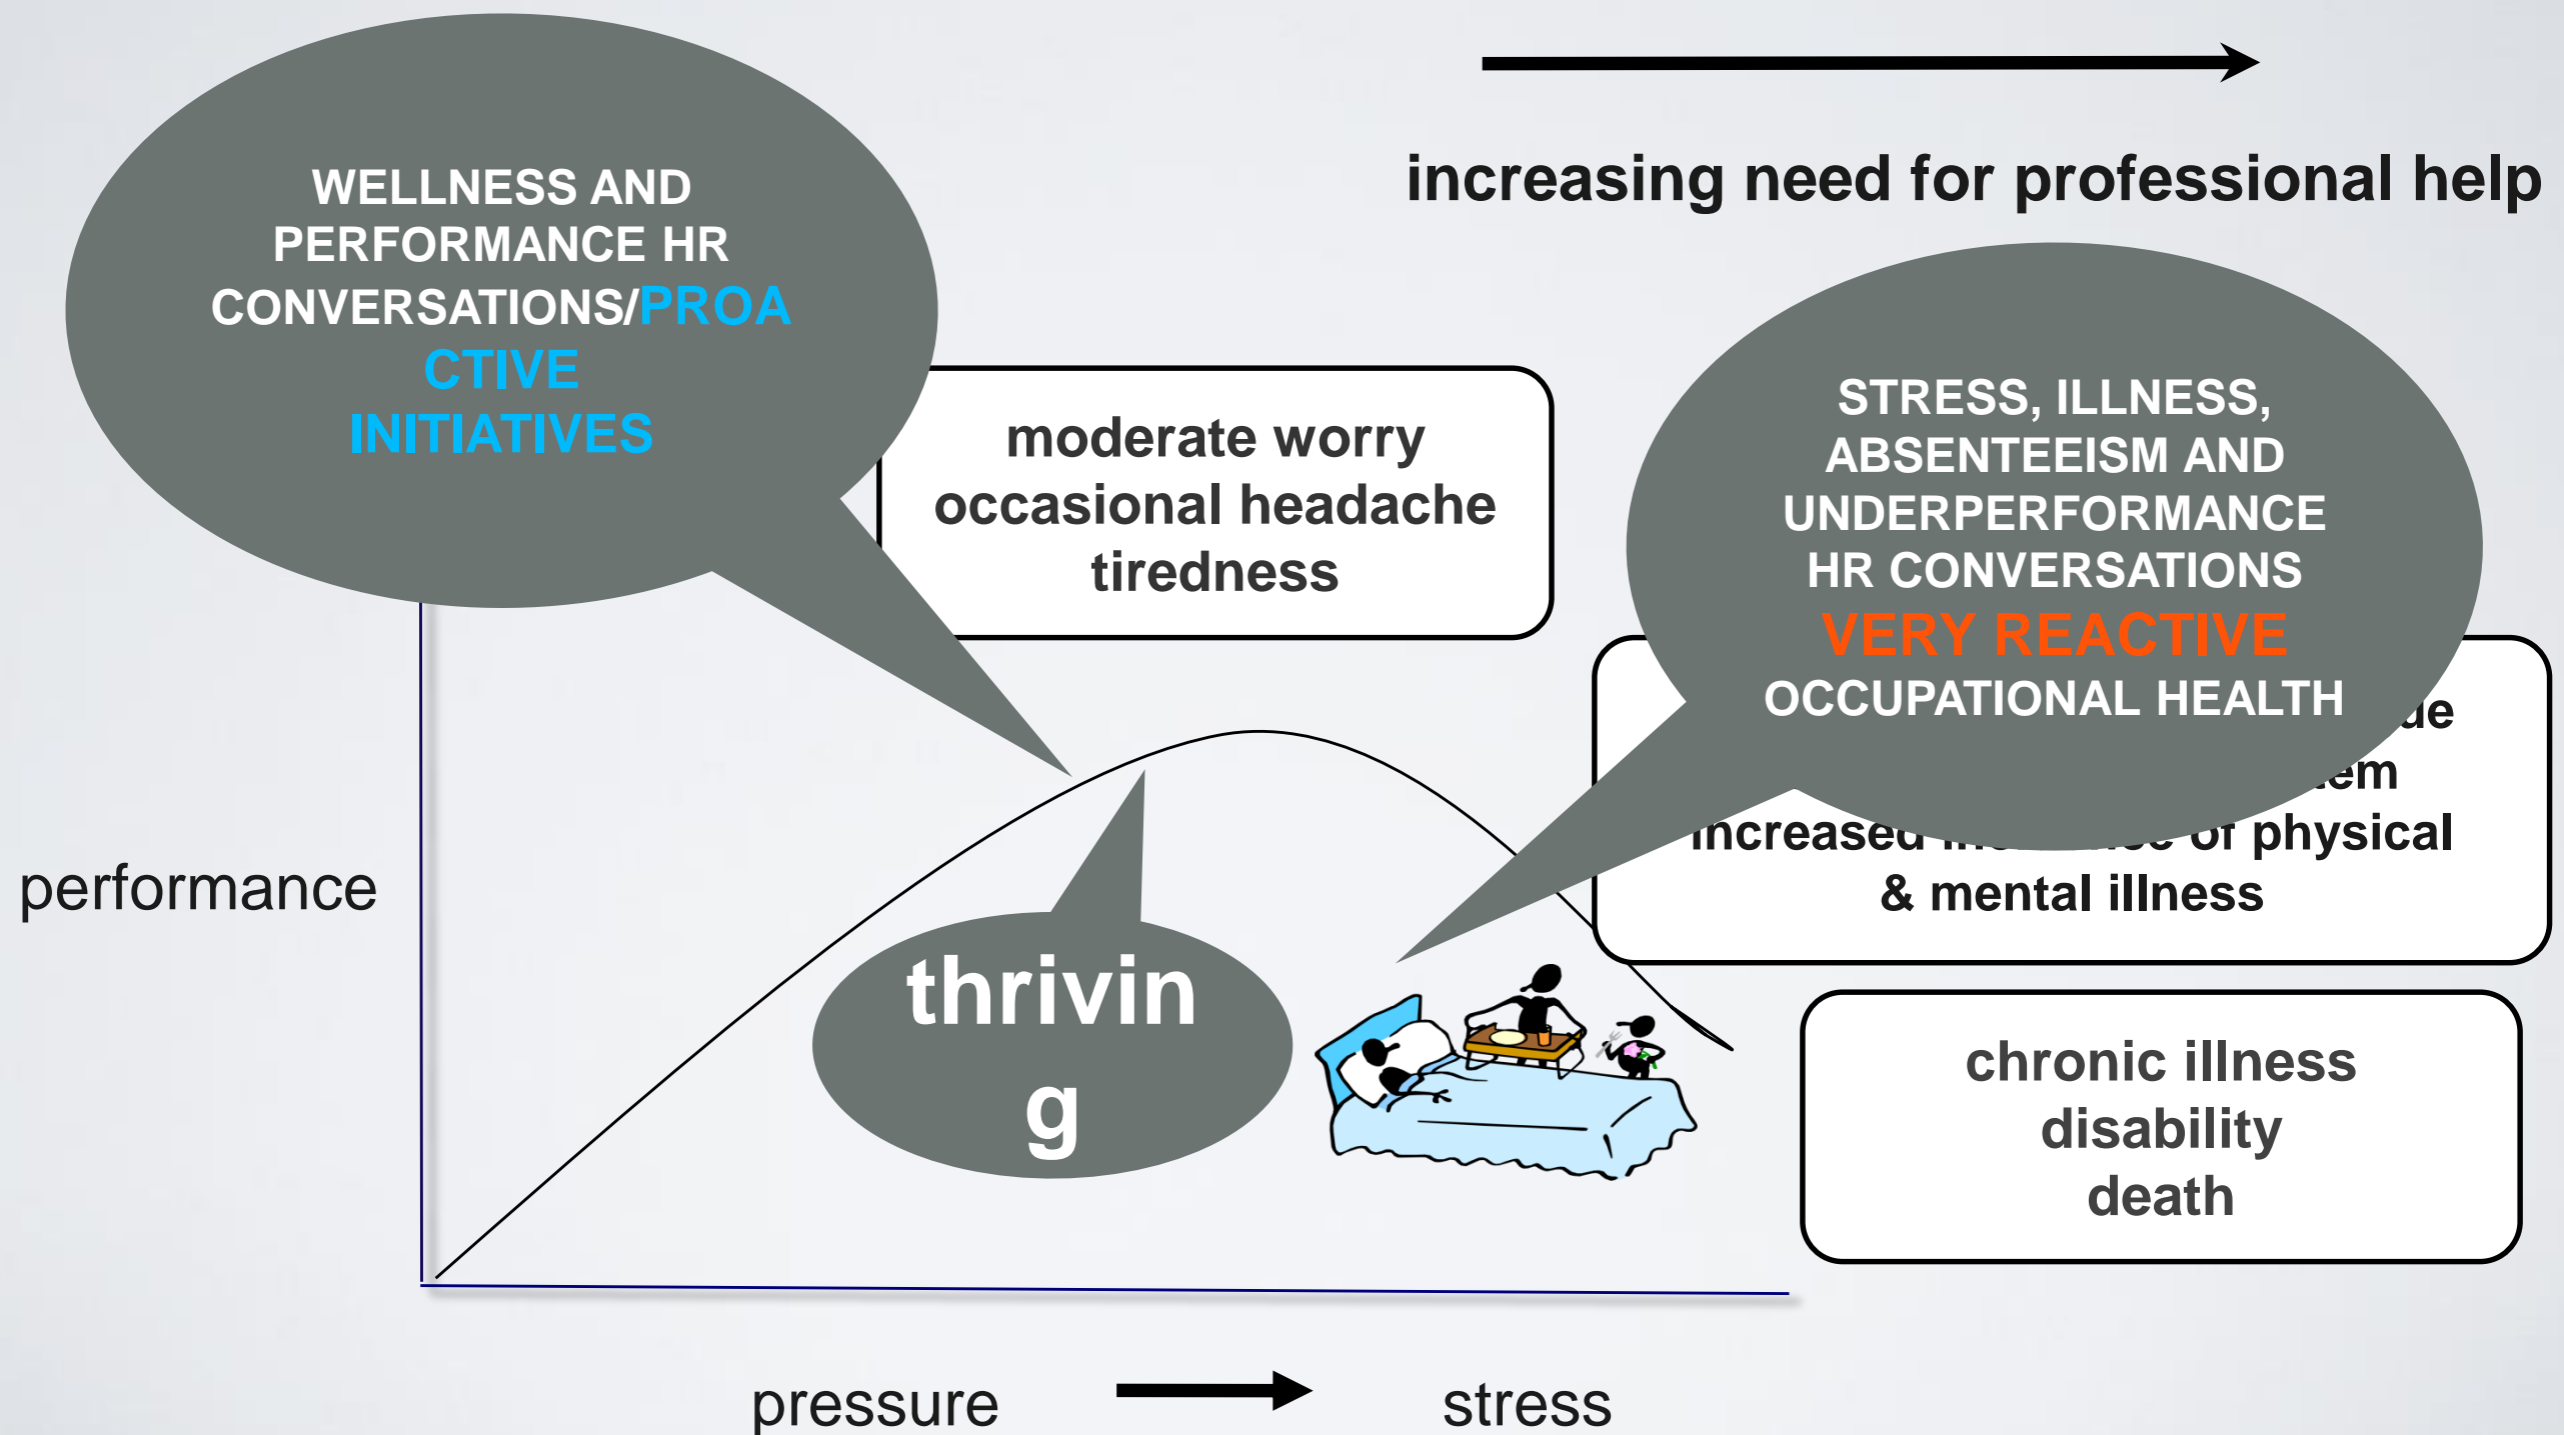 WELLNESS AND
PERFORMANCE HR
CONVERSATIONS/PROA
CTIVE
INITIATIVES
increasing need for professional help
moderate worry
occasional headache
tiredness
STRESS, ILLNESS,
ABSENTEEISM AND
UNDERPERFORMANCE
HR CONVERSATIONS
VERY REACTIVE
OCCUPATIONAL HEALTH
increased of physical
& mental illness
performance
thrivin
g
chronic illness
disability
death
pressure
stress